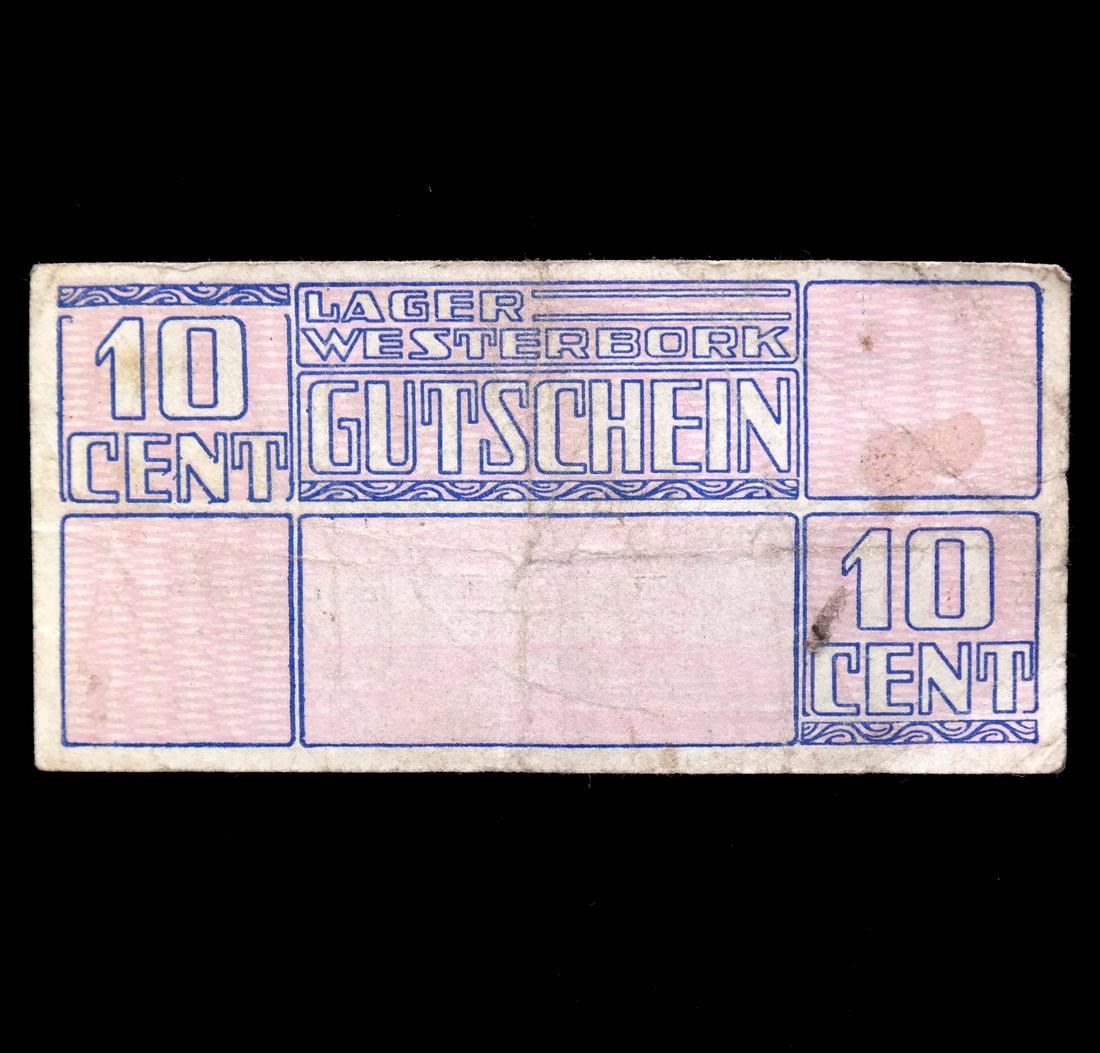 10
CENT
LAGER
WESTERBORK
GUTSCHEIN
10
CENT